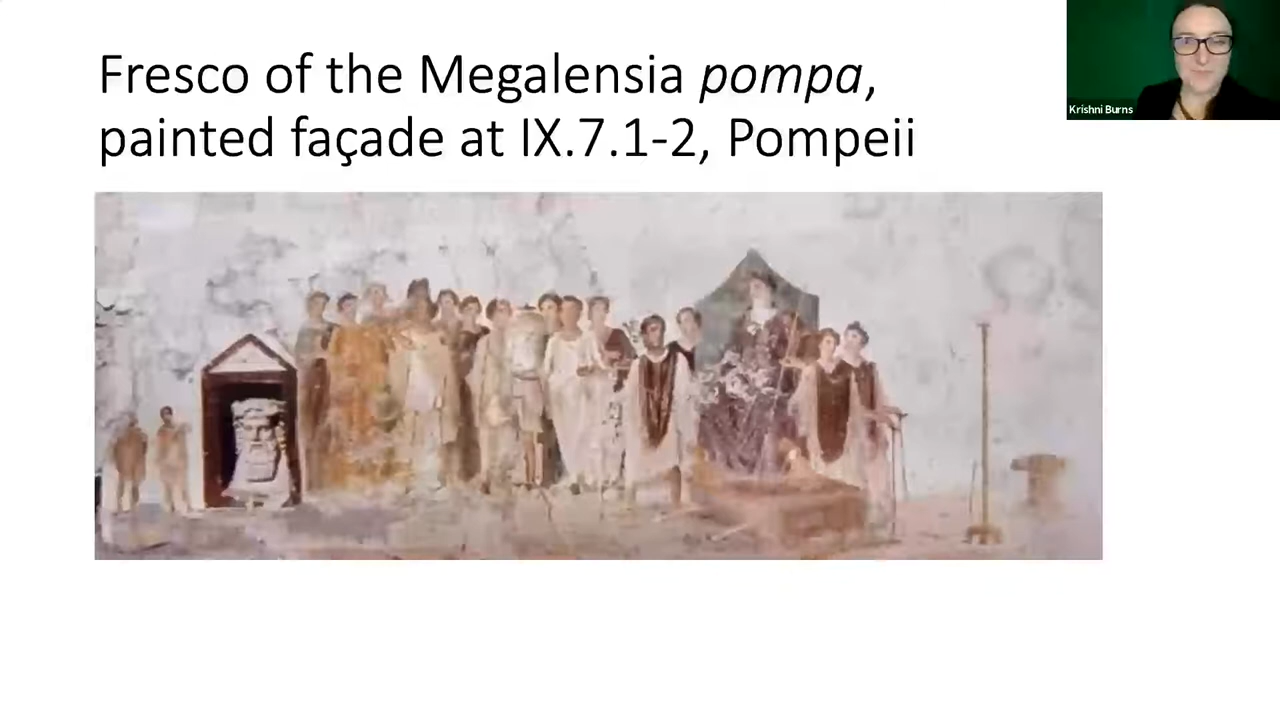 Fresco of the Megalensia pompa,
painted façade at IX.7.1-2, Pompeii
Krishni Burns